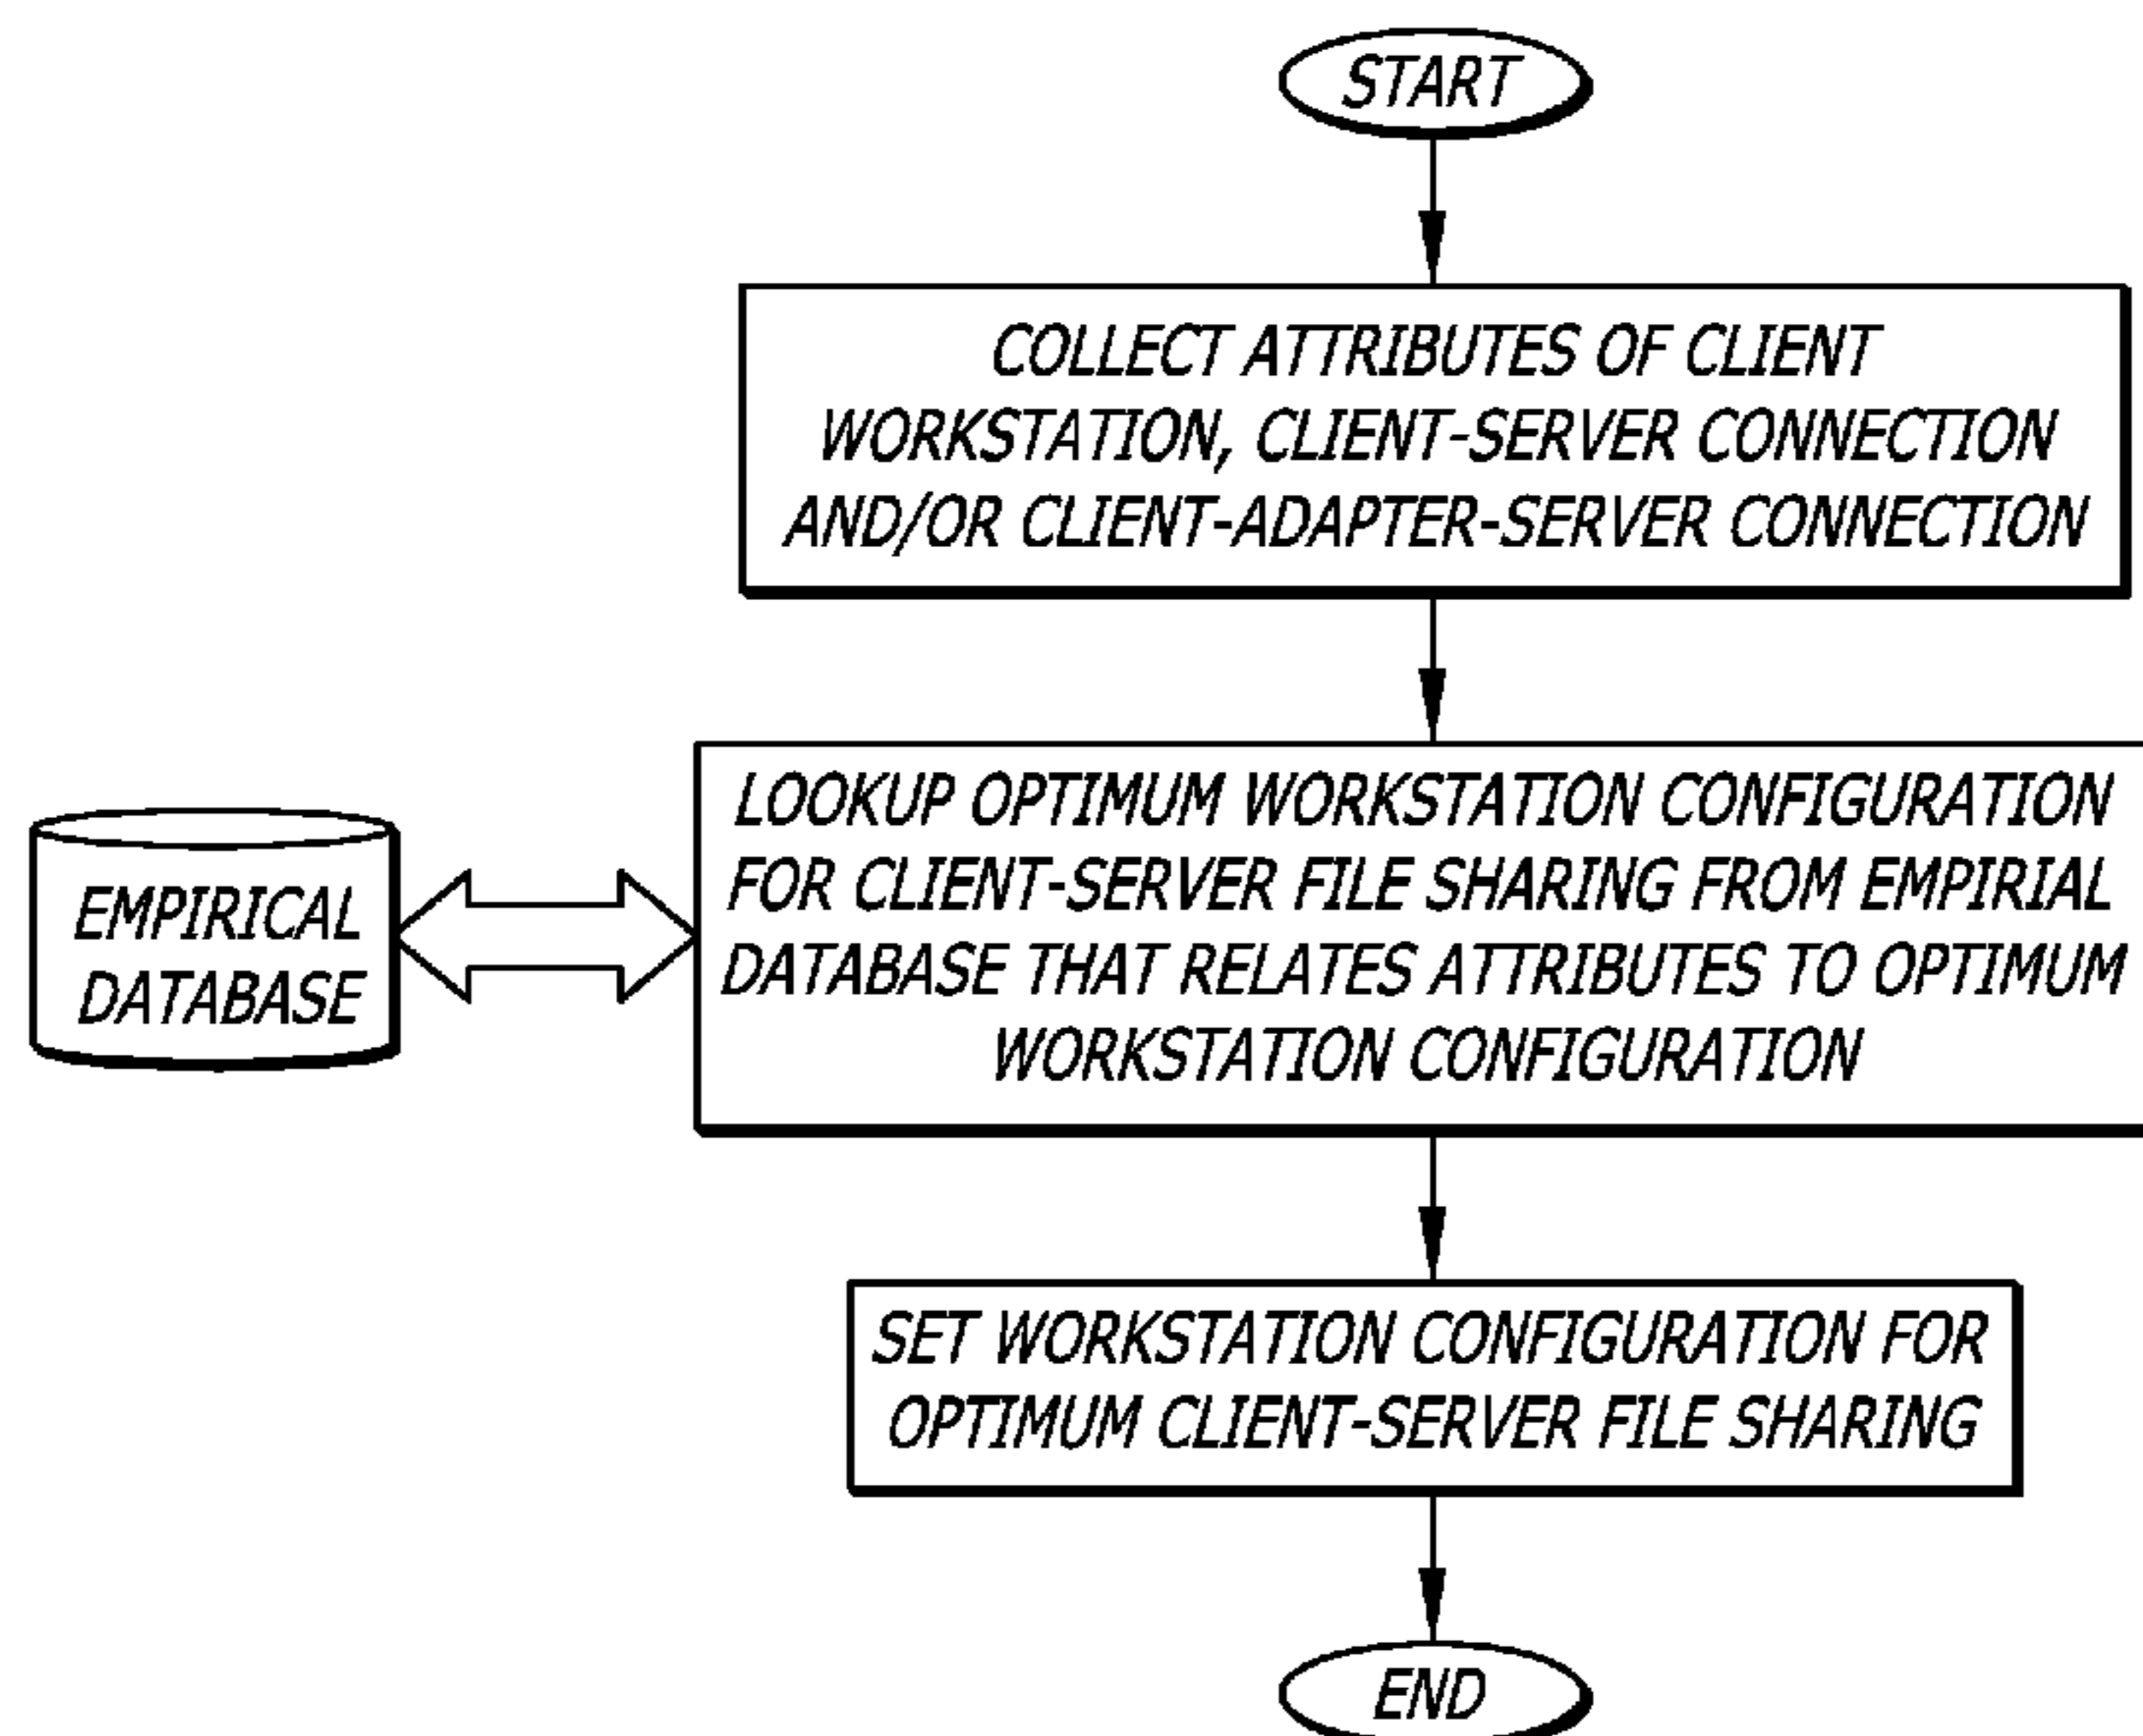 START
COLLECT ATTRIBUTES OF CLIENT
WORKSTATION, CLIENT-SERVER CONNECTION
AND/OR CLIENT-ADAPTER-SERVER CONNECTION
EMPIRICAL
DATABASE
LOOKUP OPTIMUM WORKSTATION CONFIGURATION
FOR CLIENT-SERVER FILE SHARING FROM EMPIRIAL
DATABASE THAT RELATES ATTRIBUTES TO OPTIMUM
WORKSTATION CONFIGURATION
SET WORKSTATION CONFIGURATION FOR
OPTIMUM CLIENT-SERVER FILE SHARING
END